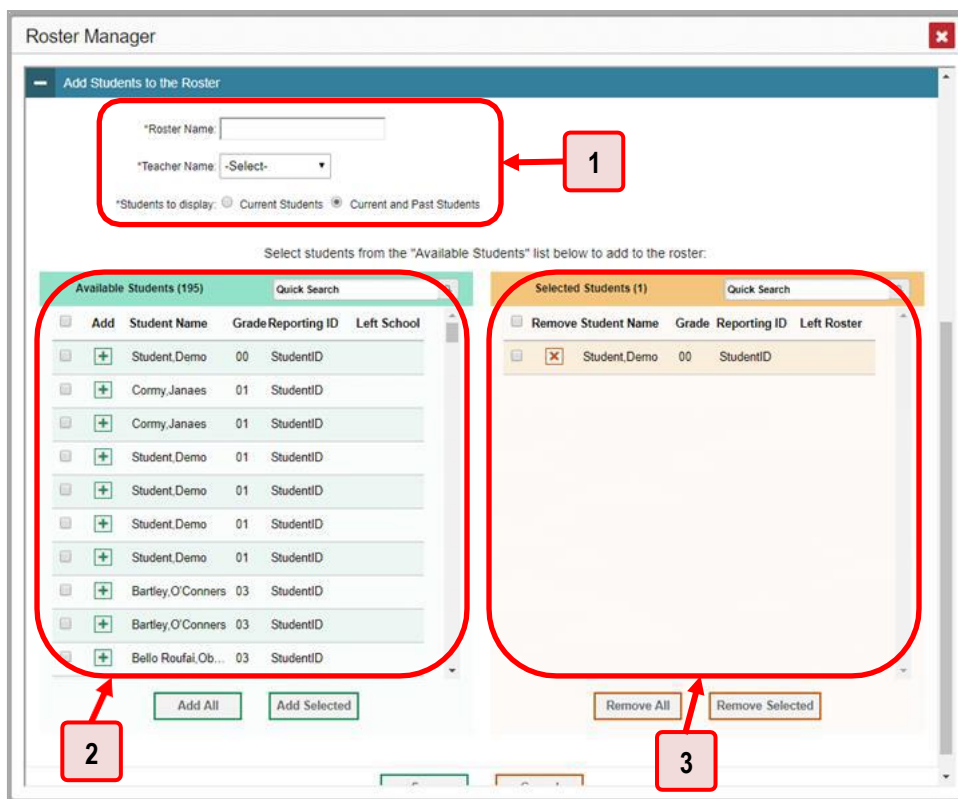 Roster Manager
Add Students to the Roster
*Roster Name:
*Teacher Name: -Select-
1
*Students to display: Current Students Current and Past Students
Select students from the "Available Students" list below to add to the roster:
Available Students (195) Quick Search
Add Student Name Grade Reporting ID Left School
Student,Demo 00 StudentID
Cormy,Janaes 01 StudentID
Cormy,Janaes 01 StudentID
Student,Demo 01 StudentID
Student,Demo 01 StudentID
Student,Demo 01 StudentID
Student,Demo 01 StudentID
Bartley,O'Conners 03 StudentID
Bartley,O'Conners 03 StudentID
Bello Roufai,Ob... 03 StudentID
Add All Add Selected
2
Selected Students (1) Quick Search
Remove Student Name Grade Reporting ID Left Roster
Student,Demo 00 StudentID
Remove All Remove Selected
3